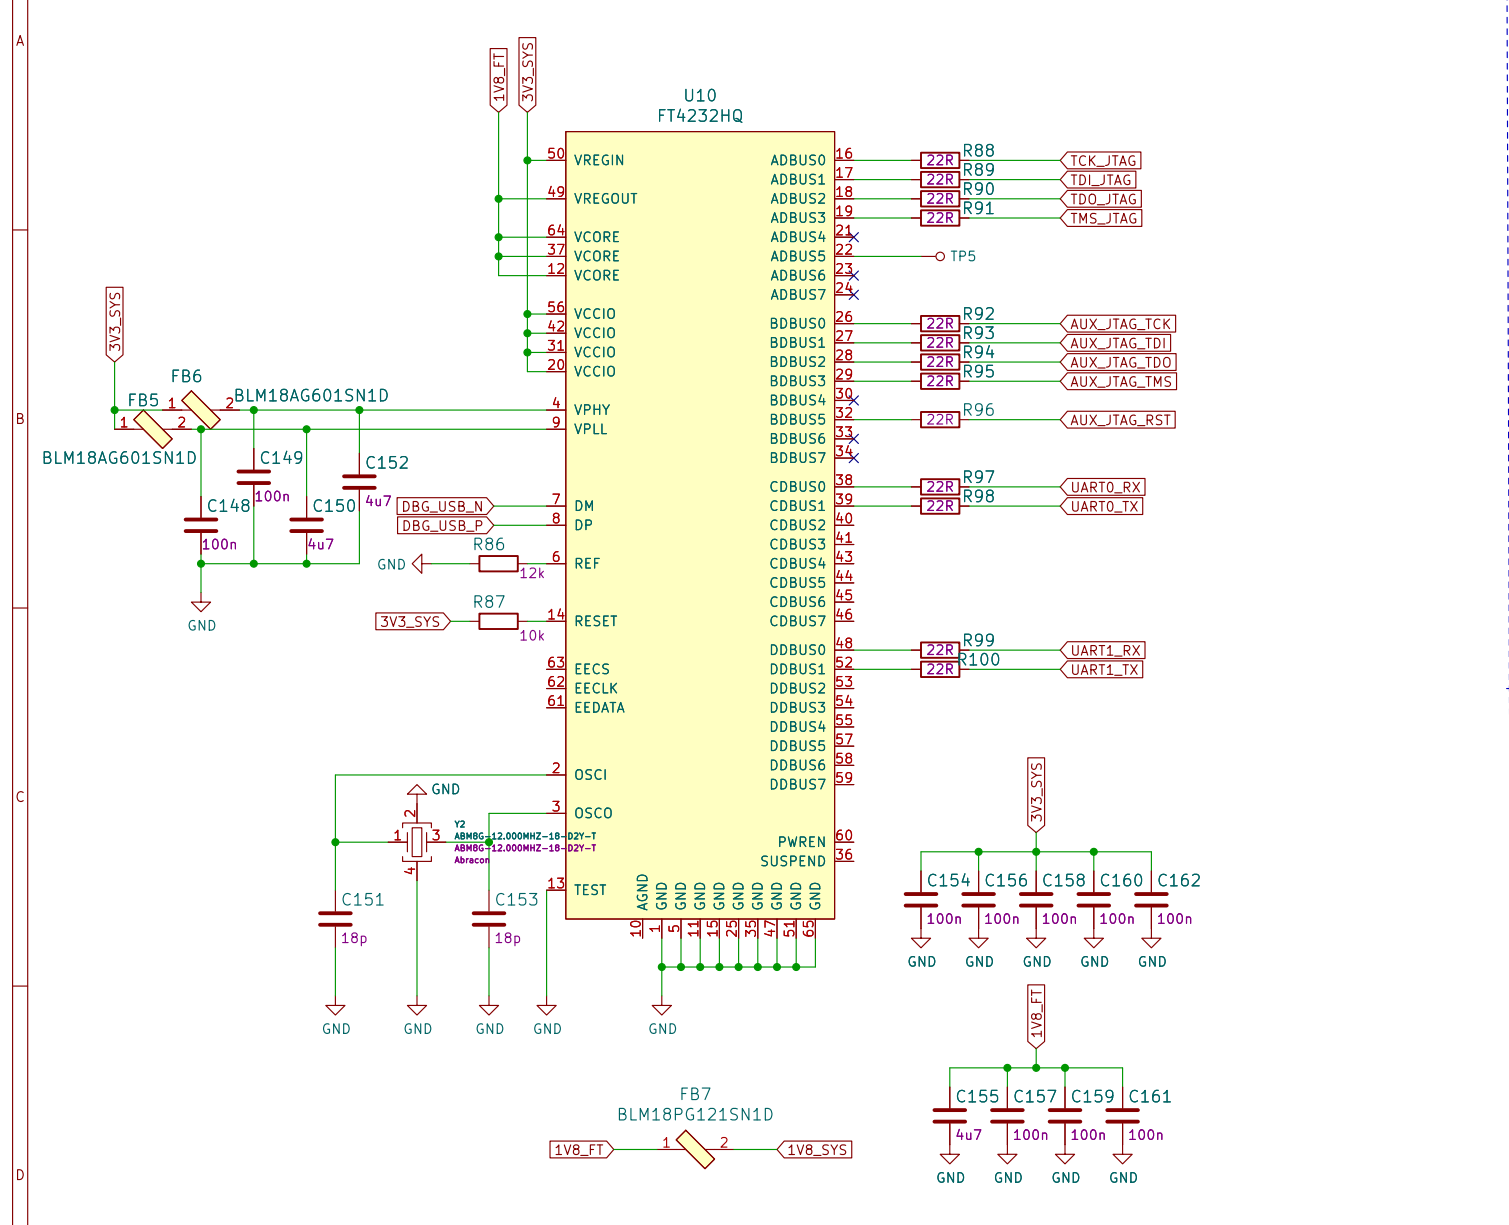 A
B
C
D
1V8_FT
3V3_SYS
U10
FT4232HQ
50 VREGIN
49 VREGOUT
64 VCORE
37 VCORE
12 VCORE
56 VCCIO
42 VCCIO
31 VCCIO
20 VCCIO
4 VPHY
9 VPLL
7 DM
8 DP
6 REF
14 RESET
63 EECS
62 EECLK
61 EEDATA
2 OSCI
3 OSCO
13 TEST
10 AGND
1 GND
5 GND
11 GND
15 GND
25 GND
35 GND
47 GND
51 GND
65 GND
GND
ADBUS0 16 22R R88 TCK_JTAG
ADBUS1 17 22R R89 TDI_JTAG
ADBUS2 18 22R R90 TDO_JTAG
ADBUS3 19 22R R91 TMS_JTAG
ADBUS4 21
ADBUS5 22 TP5
ADBUS6 23
ADBUS7 24
BDBUS0 26 22R R92 AUX_JTAG_TCK
BDBUS1 27 22R R93 AUX_JTAG_TDI
BDBUS2 28 22R R94 AUX_JTAG_TDO
BDBUS3 29 22R R95 AUX_JTAG_TMS
BDBUS4 30
BDBUS5 32 22R R96 AUX_JTAG_RST
BDBUS6 33
BDBUS7 34
CDBUS0 38 22R R97 UART0_RX
CDBUS1 39 22R R98 UART0_TX
CDBUS2 40
CDBUS3 41
CDBUS4 43
CDBUS5 44
CDBUS6 45
CDBUS7 46
DDBUS0 48 22R R99 UART1_RX
DDBUS1 52 22R R100 UART1_TX
DDBUS2 53
DDBUS3 54
DDBUS4 55
DDBUS5 57
DDBUS6 58
DDBUS7 59
PWREN 60
SUSPEND 36
3V3_SYS
FB6
1 2 BLM18AG601SN1D
FB5
1 2
BLM18AG601SN1D
C149
100n
C152
4u7
C148
100n
C150
4u7
GND
DBG_USB_N
DBG_USB_P
R86
GND 12k
R87
3V3_SYS 10k
GND
2
1 3
4
Y2
ABM8G-12.000MHZ-18-D2Y-T
ABM8G-12.000MHZ-18-D2Y-T
Abracon
C151
18p
C153
18p
GND GND GND GND
3V3_SYS
C154 C156 C158 C160 C162
100n 100n 100n 100n 100n
GND GND GND GND GND
1V8_FT
C155 C157 C159 C161
4u7 100n 100n 100n
GND GND GND GND
FB7
BLM18PG121SN1D
1V8_FT 1 2 1V8_SYS